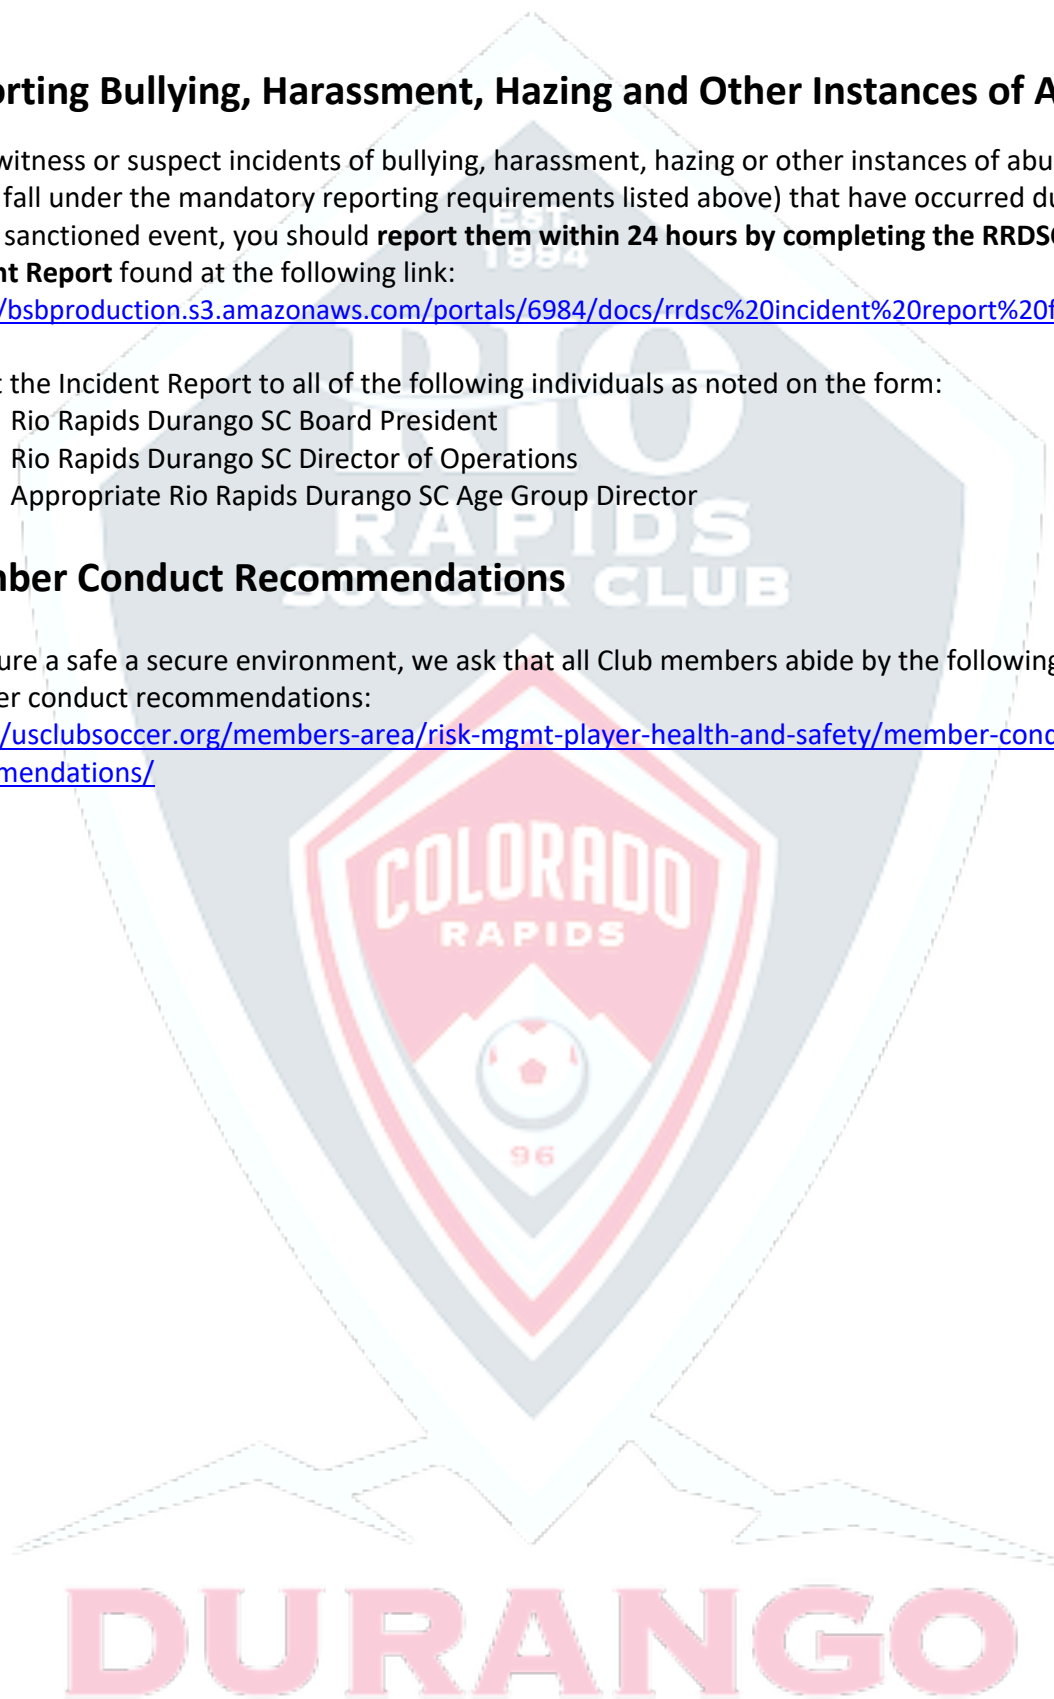 orting Bullying, Harassment, Hazing and Other Instances of A
witness or suspect incidents of bullying, harassment, hazing or other instances of abu
fall under the mandatory reporting requirements listed above) that have occurred du
sanctioned event, you should report them within 24 hours by completing the RRDSC
nt Report found at the following link:
/bsbproduction.s3.amazonaws.com/portals/6984/docs/rrdsc%20incident%20report%20f
t the Incident Report to all of the following individuals as noted on the form:
Rio Rapids Durango SC Board President
Rio Rapids Durango SC Director of Operations
Appropriate Rio Rapids Durango SC Age Group Director
mber Conduct Recommendations
ure a safe a secure environment, we ask that all Club members abide by the following
er conduct recommendations:
/usclubsoccer.org/members-area/risk-mgmt-player-health-and-safety/member-cond
mendations/
EST.
1994
RIO
RAPIDS
SOCCER CLUB
COLORADO
RAPIDS
96
DURANGO